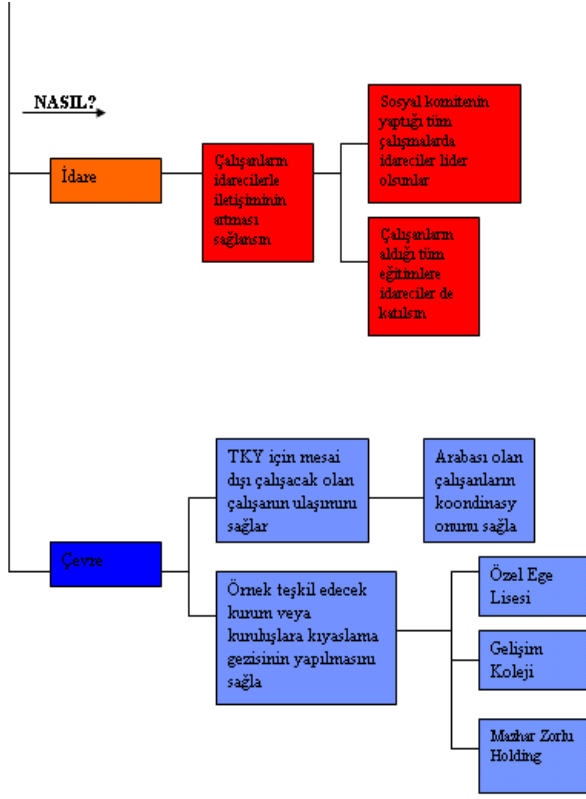 NASIL?
İdare
Çalışanların
idarecilerle
iletişiminin
artması
sağlansın
Sosyal komitenin
yaptığı tüm
çalışmalarda
idareciler lider
olsunlar
Çalışanların
aldığı tüm
eğitimlere
idareciler de
katılsın
Çevre
TKY için mesai
dışı çalışacak olan
çalışanın ulaşımını
sağlar
Arabası olan
çalışanların
koordinasy
onunu sağla
Örnek teşkil edecek
kurum veya
kuruluşlara kıyaslama
gezisinin yapılmasını
sağla
Özel Ege
Lisesi
Gelişim
Koleji
Mazhar Zorlu
Holding